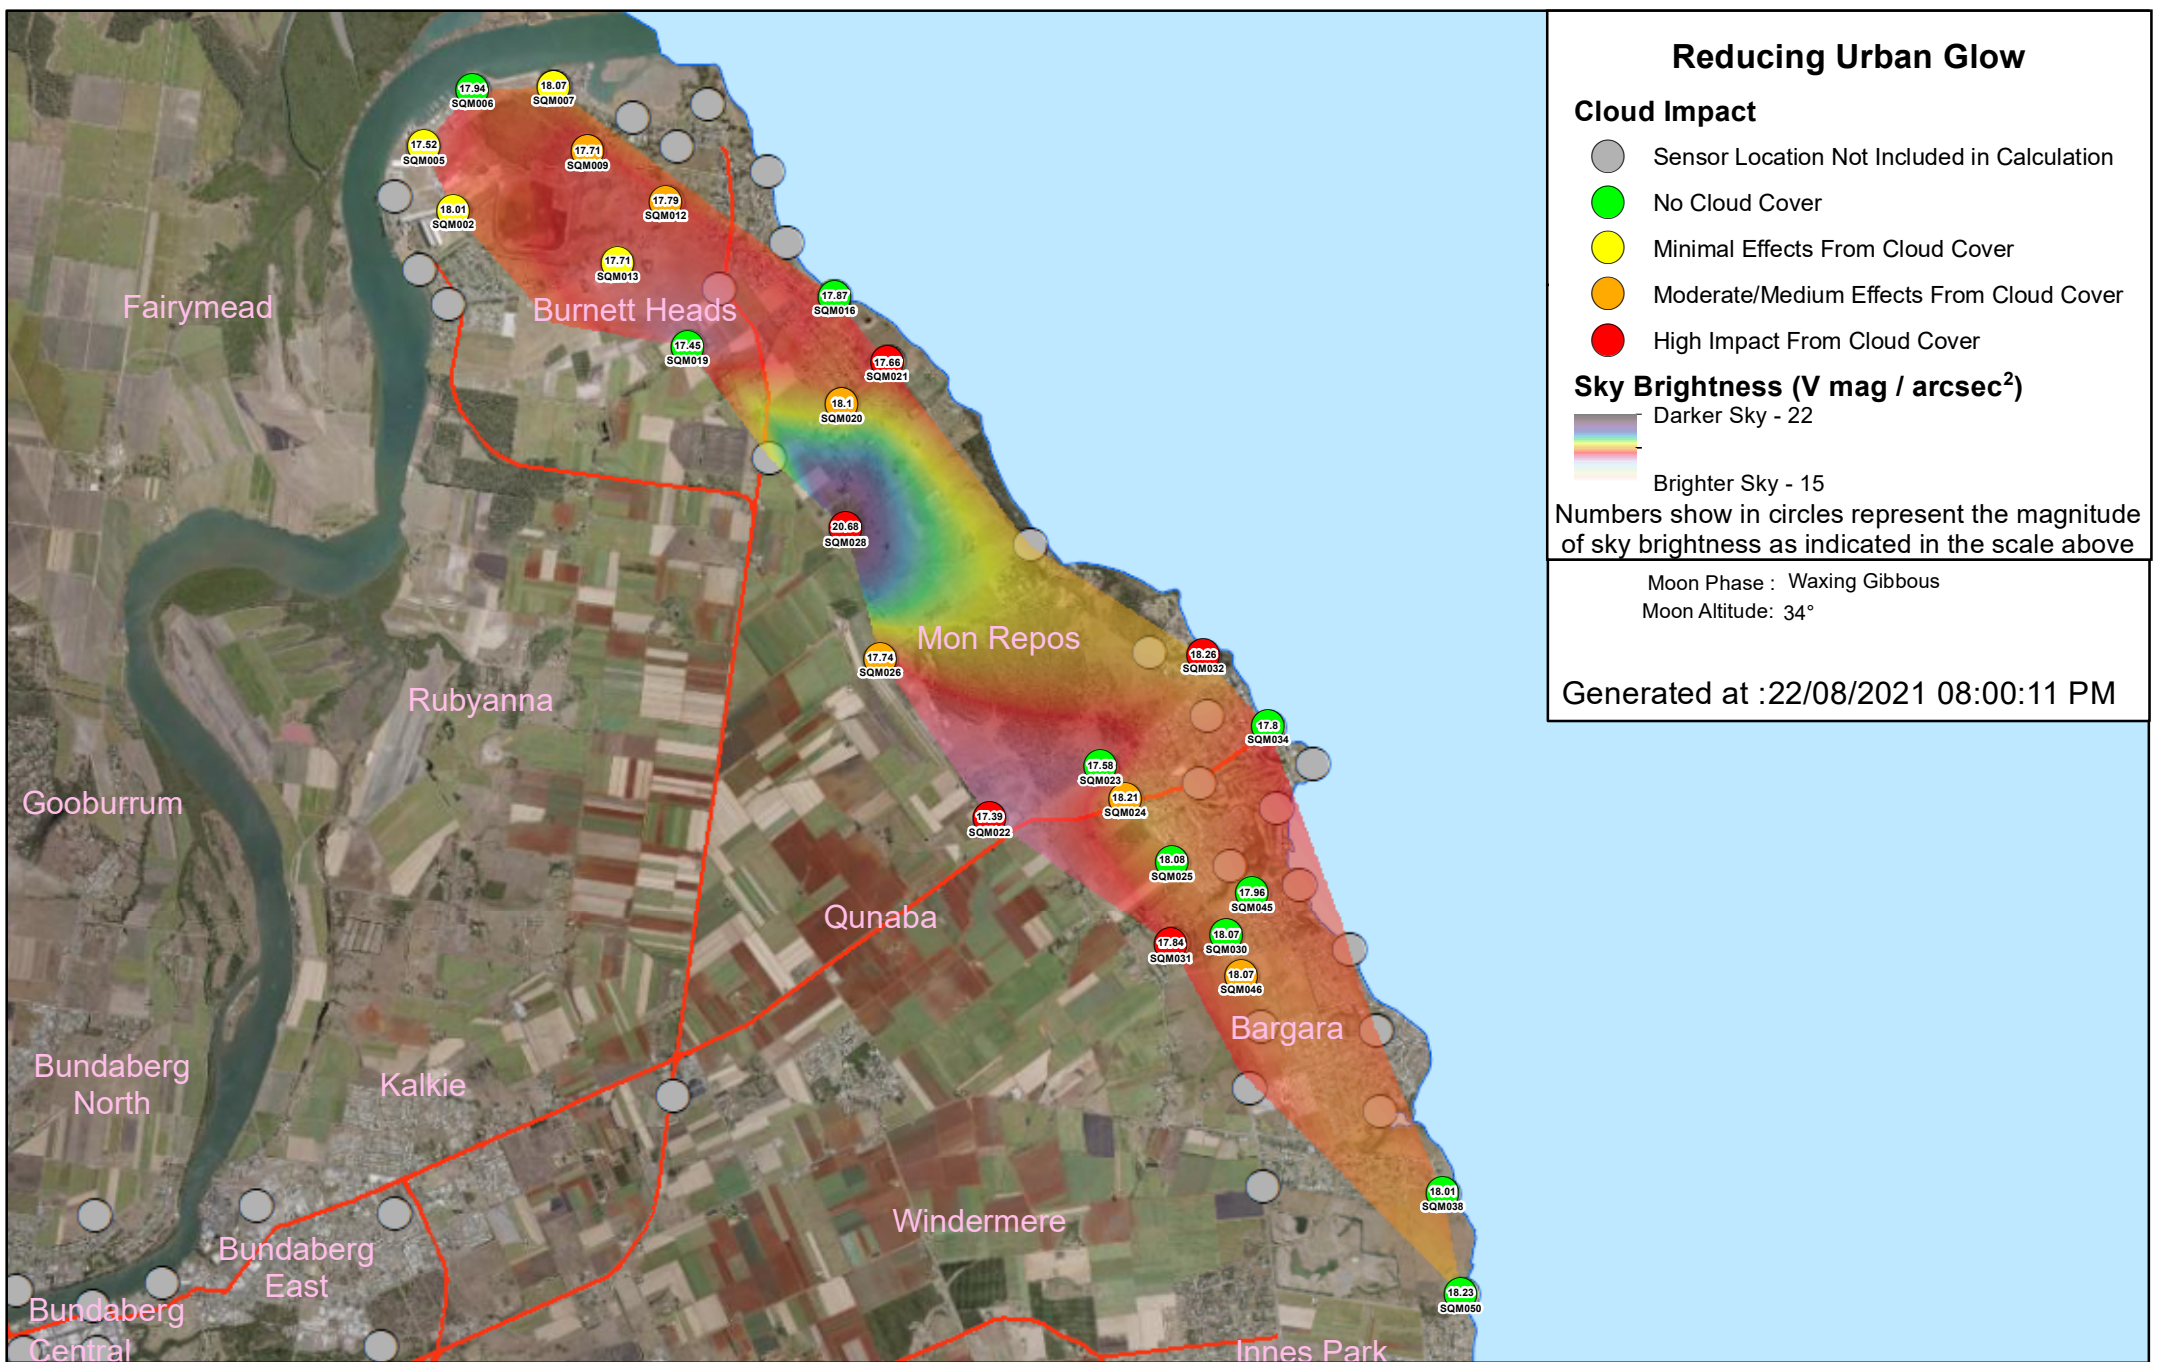 Reducing Urban Glow
Cloud Impact
Sensor Location Not Included in Calculation
No Cloud Cover
Minimal Effects From Cloud Cover
Moderate/Medium Effects From Cloud Cover
High Impact From Cloud Cover
Sky Brightness (V mag / arcsec²)
Darker Sky - 22
Brighter Sky - 15
Numbers show in circles represent the magnitude
of sky brightness as indicated in the scale above
Moon Phase : Waxing Gibbous
Moon Altitude: 34°
Generated at :22/08/2021 08:00:11 PM
17.94
SQM006
18.07
SQM007
17.52
SQM005
17.71
SQM009
18.01
SQM002
17.79
SQM012
17.71
SQM013
Fairymead
Burnett Heads
17.87
SQM016
17.45
SQM019
17.66
SQM021
18.1
SQM020
20.68
SQM028
Mon Repos
17.74
SQM026
18.26
SQM032
Rubyanna
17.8
SQM034
17.58
SQM023
Gooburrum
18.21
SQM024
17.39
SQM022
18.08
SQM025
17.96
SQM045
Qunaba
18.07
SQM030
17.84
SQM031
18.07
SQM046
Bargara
Bundaberg
North
Kalkie
18.01
SQM038
Windermere
Bundaberg
East
18.23
SQM050
Bundaberg
Central
Innes Park